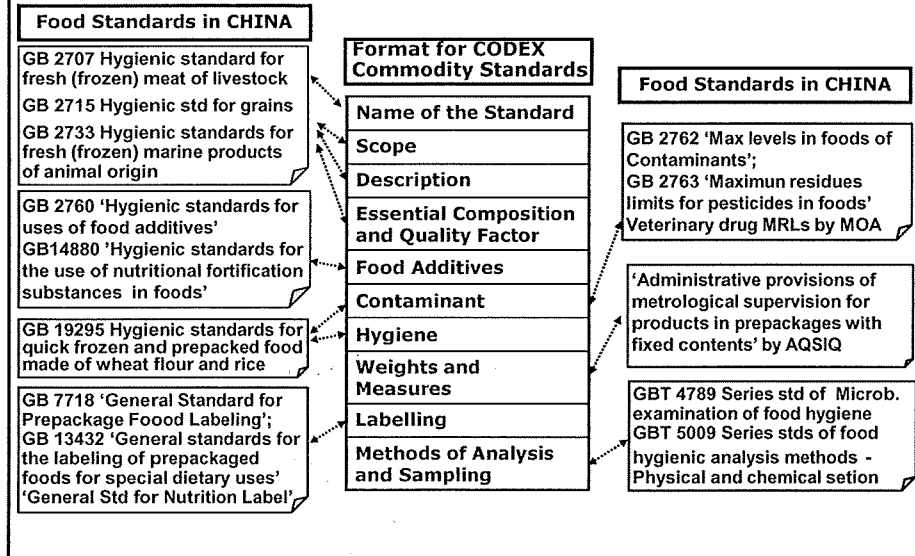 Food Standards in CHINA
GB 2707 Hygienic standard for
fresh (frozen) meat of livestock
GB 2715 Hygienic std for grains
GB 2733 Hygienic standards for
fresh (frozen) marine products
of animal origin
GB 2760 ‘Hygienic standards for
uses of food additives’
GB14880 ‘Hygienic standards for
the use of nutritional fortification
substances in foods’
GB 19295 Hygienic standards for
quick frozen and prepacked food
made of wheat flour and rice
GB 7718 ‘General Standard for
Prepackage Foood Labeling’;
GB 13432 ‘General standards for
the labeling of prepackaged
foods for special dietary uses’
‘General Std for Nutrition Label’
Format for CODEX
Commodity Standards
Name of the Standard
Scope
Description
Essential Composition
and Quality Factor
Food Additives
Contaminant
Hygiene
Weights and
Measures
Labelling
Methods of Analysis
and Sampling
Food Standards in CHINA
GB 2762 ‘Max levels in foods of
Contaminants’;
GB 2763 ‘Maximun residues
limits for pesticides in foods’
Veterinary drug MRLs by MOA
‘Administrative provisions of
metrological supervision for
products in prepackages with
fixed contents’ by AQSIQ
GBT 4789 Series std of Microb.
examination of food hygiene
GBT 5009 Series stds of food
hygienic analysis methods -
Physical and chemical setion